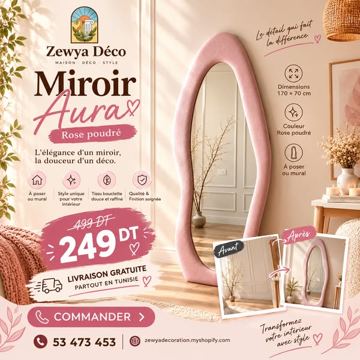 Zewya Déco
MAISON DÉCO STYLE
Miroir
Aura
Rose poudré
L'élégance d'un miroir,
la douceur d'un déco.
À poser
ou mural
Style unique
pour votre
intérieur
Tissu bouclette
douce et raffiné
Qualité &
Finition soignée
499 DT
249 DT
LIVRAISON GRATUITE
PARTOUT EN TUNISIE
COMMANDER
53 473 453
zewyadecoration.myshopify.com
Le détail qui fait
la différence
Dimensions
170 × 70 cm
Couleur
Rose poudré
À poser
ou mural
Avant
Après
Transformez
votre intérieur
avec style